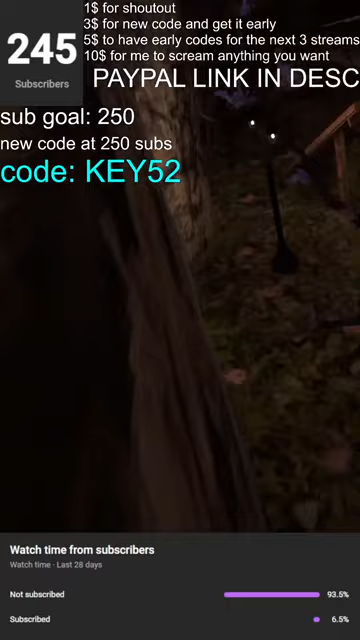 245
Subscribers
1$ for shoutout
3$ for new code and get it early
5$ to have early codes for the next 3 streams
10$ for me to scream anything you want
PAYPAL LINK IN DESC
sub goal: 250
new code at 250 subs
code: KEY52
Watch time from subscribers
Watch time · Last 28 days
Not subscribed 93.5%
Subscribed 6.5%